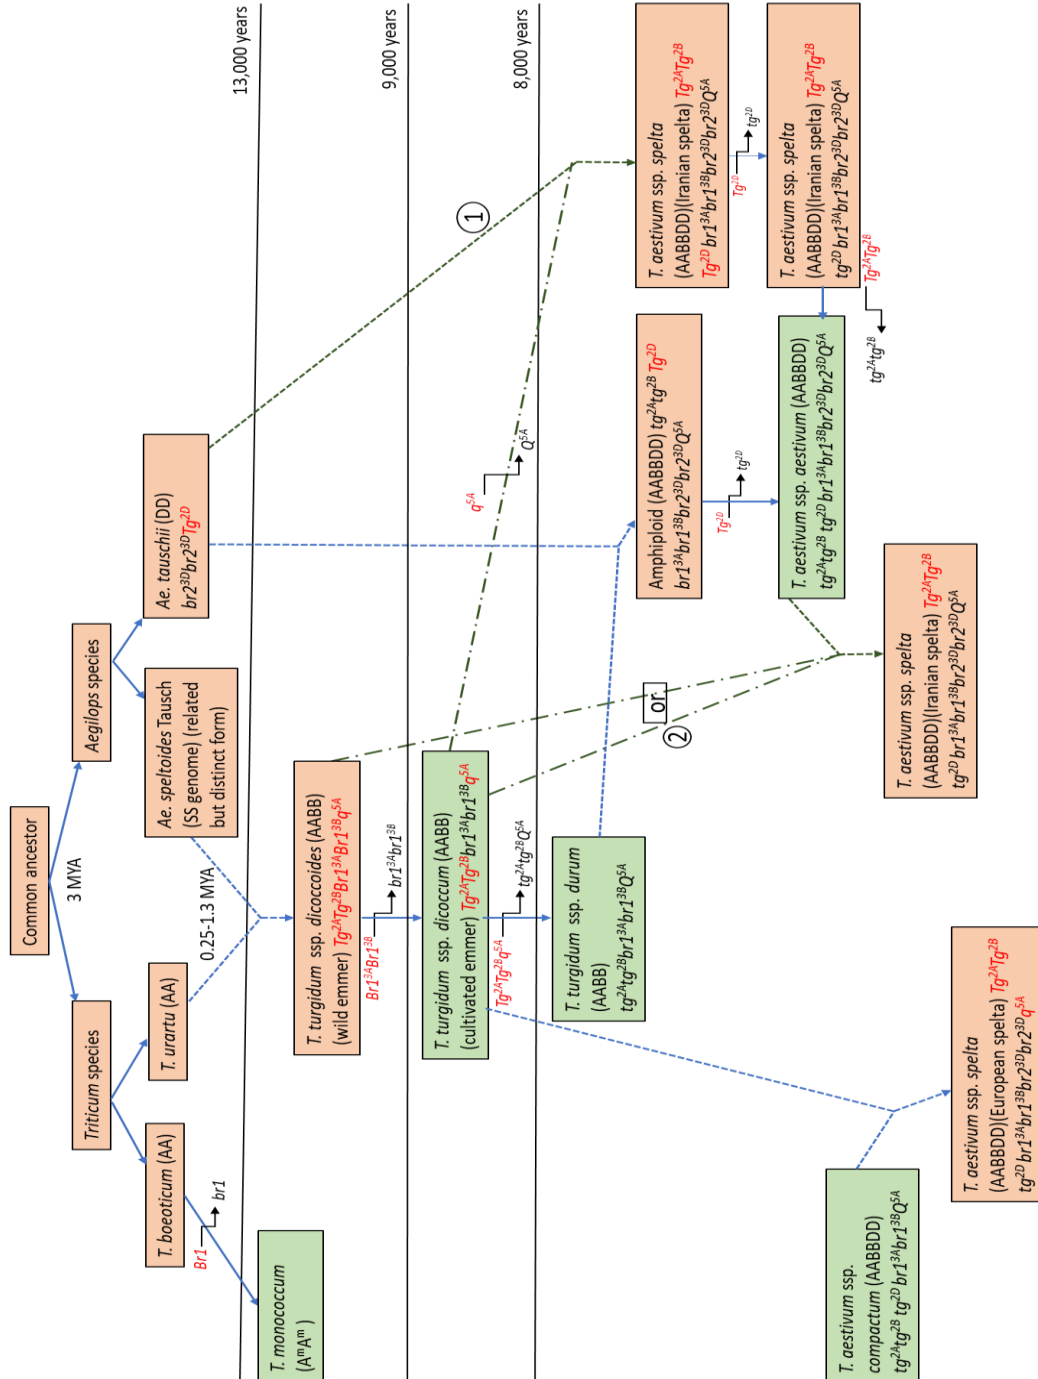 Common ancestor
3 MYA
Triticum species
Aegilops species
T. boeoticum (AA)
T. urartu (AA)
Ae. speltoides Tausch
(SS genome) (related
but distinct form)
Ae. tauschii (DD)
br2³ᴰbr2³ᴰTg²ᴰ
Br1
br1
0.25-1.3 MYA
13,000 years
T. monococcum
(AᵐAᵐ )
T. turgidum ssp. dicoccoides (AABB)
(wild emmer) Tg²ᴬTg²ᴮBr1³ᴬBr1³ᴮq⁵ᴬ
Br1³ᴬBr1³ᴮ
br1³ᴬbr1³ᴮ
9,000 years
T. turgidum ssp. dicoccum (AABB)
(cultivated emmer) Tg²ᴬTg²ᴮbr1³ᴬbr1³ᴮq⁵ᴬ
q⁵ᴬ
Q⁵ᴬ
1
Tg²ᴬTg²ᴮq⁵ᴬ
tg²ᴬtg²ᴮQ⁵ᴬ
8,000 years
T. turgidum ssp. durum
(AABB)
tg²ᴬtg²ᴮbr1³ᴬbr1³ᴮQ⁵ᴬ
or
2
Amphiploid (AABBDD) tg²ᴬtg²ᴮTg²ᴰ
br1³ᴬbr1³ᴮbr2³ᴰbr2³ᴰQ⁵ᴬ
T. aestivum ssp. spelta
(AABBDD)(Iranian spelta) Tg²ᴬTg²ᴮ
Tg²ᴰ br1³ᴬbr1³ᴮbr2³ᴰbr2³ᴰQ⁵ᴬ
Tg²ᴰ
tg²ᴰ
Tg²ᴰ
tg²ᴰ
T. aestivum ssp. aestivum (AABBDD)
tg²ᴬtg²ᴮ tg²ᴰ br1³ᴬbr1³ᴮbr2³ᴰbr2³ᴰQ⁵ᴬ
T. aestivum ssp. spelta
(AABBDD)(Iranian spelta) Tg²ᴬTg²ᴮ
tg²ᴰ br1³ᴬbr1³ᴮbr2³ᴰbr2³ᴰQ⁵ᴬ
Tg²ᴬTg²ᴮ
tg²ᴬtg²ᴮ
T. aestivum ssp.
compactum (AABBDD)
tg²ᴬtg²ᴮ tg²ᴰ br1³ᴬbr1³ᴮQ⁵ᴬ
T. aestivum ssp. spelta
(AABBDD)(Iranian spelta) Tg²ᴬTg²ᴮ
tg²ᴰ br1³ᴬbr1³ᴮbr2³ᴰbr2³ᴰQ⁵ᴬ
T. aestivum ssp. spelta
(AABBDD)(European spelta) Tg²ᴬTg²ᴮ
tg²ᴰ br1³ᴬbr1³ᴮbr2³ᴰbr2³ᴰq⁵ᴬ